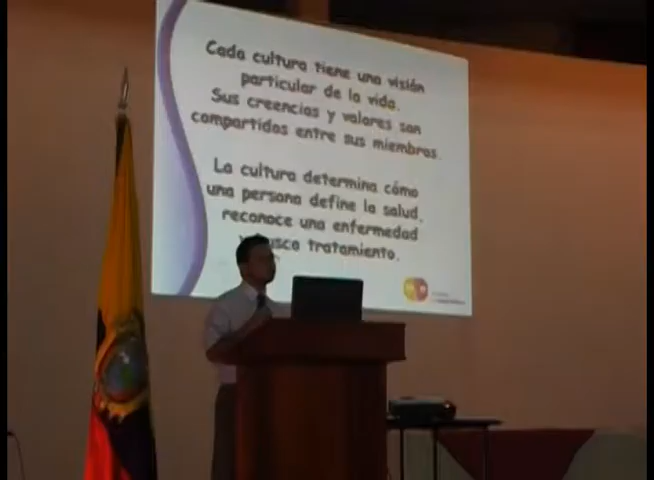 Cada cultura tiene una visión
particular de la vida.
Sus creencias y valores son
compartidos entre sus miembros.
La cultura determina cómo
una persona define la salud,
reconoce una enfermedad
y busca tratamiento.